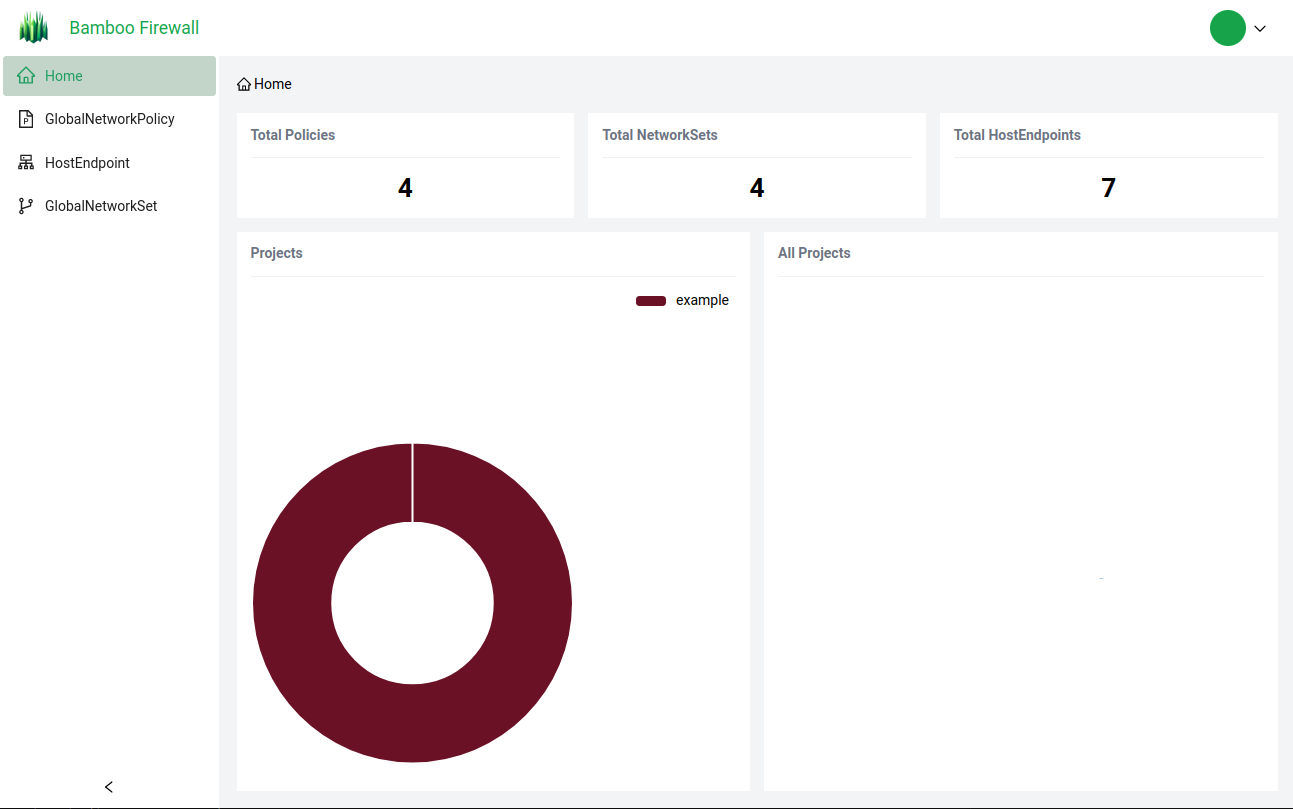 Bamboo Firewall
Home
GlobalNetworkPolicy
HostEndpoint
GlobalNetworkSet
Home
Total Policies
4
Total NetworkSets
4
Total HostEndpoints
7
Projects
example
All Projects